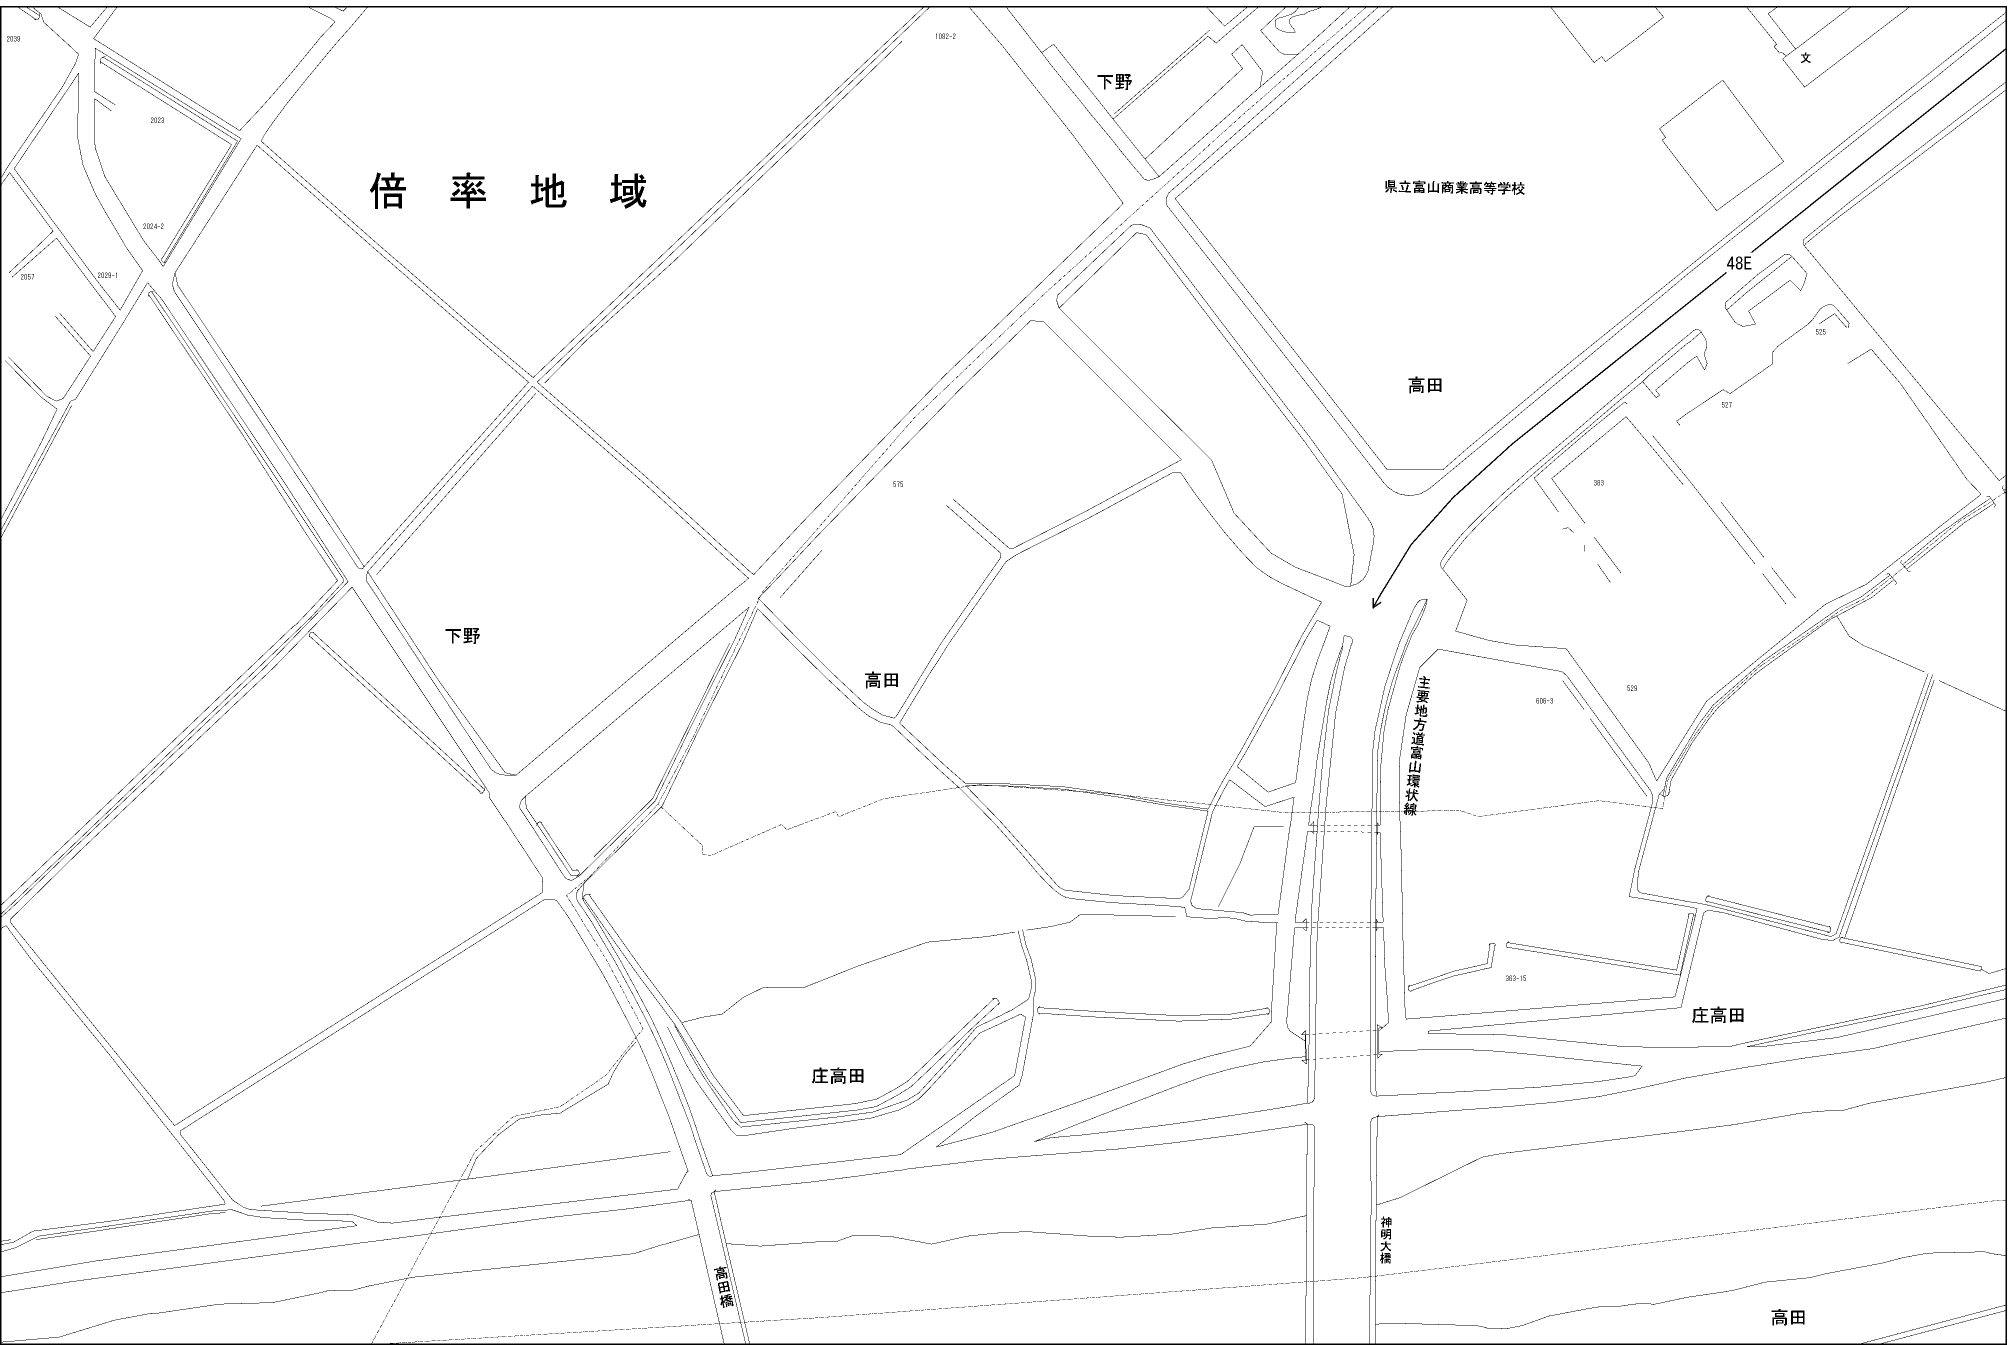 2039
1082-2
文
下野
2023
倍率地域
県立富山商業高等学校
2024-2
48E
2029-1
2057
525
高田
527
575
383
下野
高田
529
606-3
主要地方道富山環状線
363-15
庄高田
庄高田
神明大橋
高田橋
高田